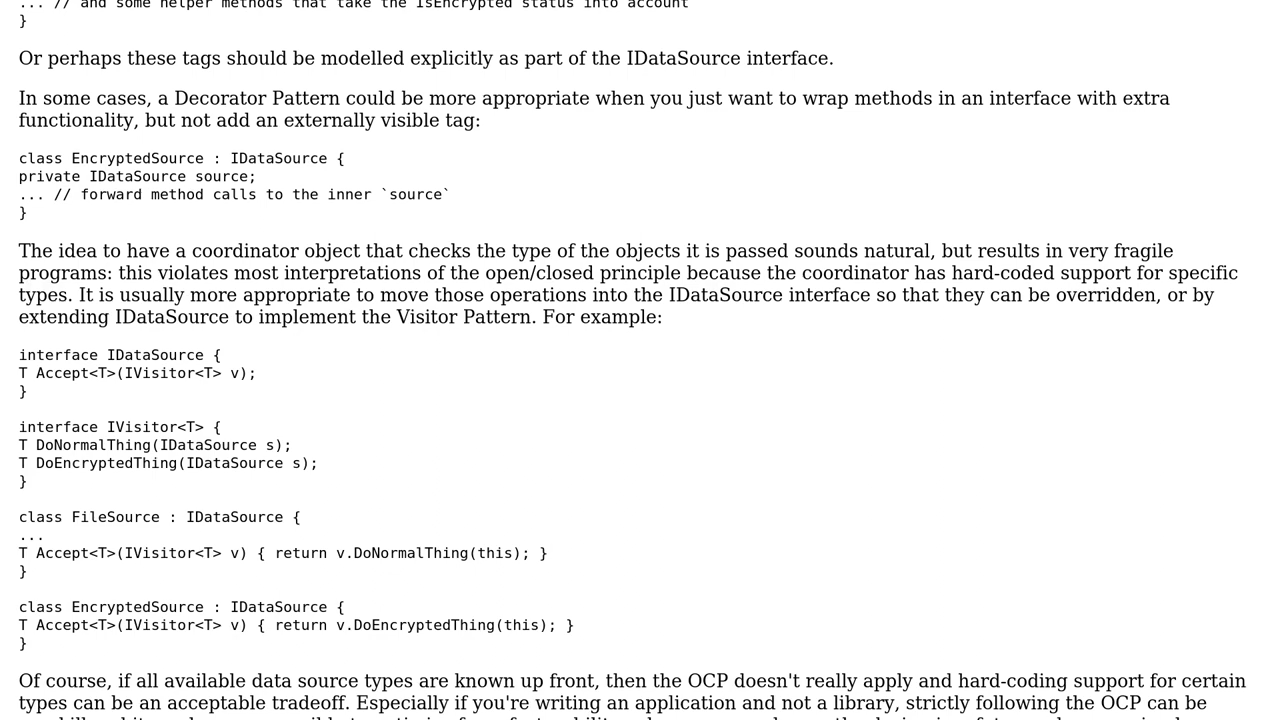 ... // and some helper methods that take the IsEncrypted status into account
}
Or perhaps these tags should be modelled explicitly as part of the IDataSource interface.
In some cases, a Decorator Pattern could be more appropriate when you just want to wrap methods in an interface with extra
functionality, but not add an externally visible tag:
class EncryptedSource : IDataSource {
private IDataSource source;
... // forward method calls to the inner `source`
}
The idea to have a coordinator object that checks the type of the objects it is passed sounds natural, but results in very fragile
programs: this violates most interpretations of the open/closed principle because the coordinator has hard-coded support for specific
types. It is usually more appropriate to move those operations into the IDataSource interface so that they can be overridden, or by
extending IDataSource to implement the Visitor Pattern. For example:
interface IDataSource {
T Accept<T>(IVisitor<T> v);
}
interface IVisitor<T> {
T DoNormalThing(IDataSource s);
T DoEncryptedThing(IDataSource s);
}
class FileSource : IDataSource {
...
T Accept<T>(IVisitor<T> v) { return v.DoNormalThing(this); }
}
class EncryptedSource : IDataSource {
T Accept<T>(IVisitor<T> v) { return v.DoEncryptedThing(this); }
}
Of course, if all available data source types are known up front, then the OCP doesn't really apply and hard-coding support for certain
types can be an acceptable tradeoff. Especially if you're writing an application and not a library, strictly following the OCP can be